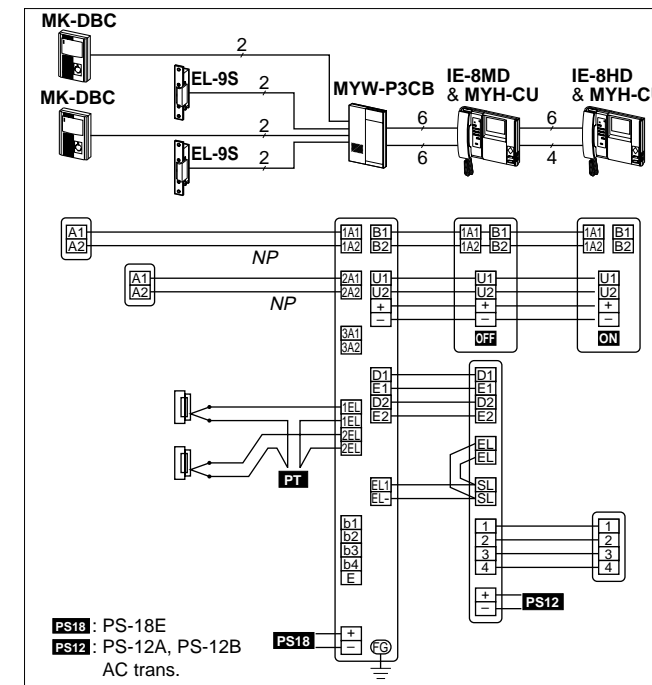 MK-DBC
2
EL-9S
2
MK-DBC
2
EL-9S
2
MYW-P3CB
IE-8MD
& MYH-CU
IE-8HD
& MYH-C
6
6
6
4
A1
A2
NP
1A1
1A2
B1
B2
1A1
1A2
B1
B2
1A1
1A2
B1
B2
A1
A2
NP
2A1
2A2
U1
U2
+
–
U1
U2
+
–
OFF
U1
U2
+
–
ON
3A1
3A2
D1
E1
D2
E2
D1
E1
D2
E2
1EL
1EL
2EL
2EL
PT
EL
EL
EL1
EL-
SL
SL
b1
b2
b3
b4
E
1
2
3
4
1
2
3
4
+
–
PS12
PS18
+
–
FG
PS18 : PS-18E
PS12 : PS-12A, PS-12B
AC trans.